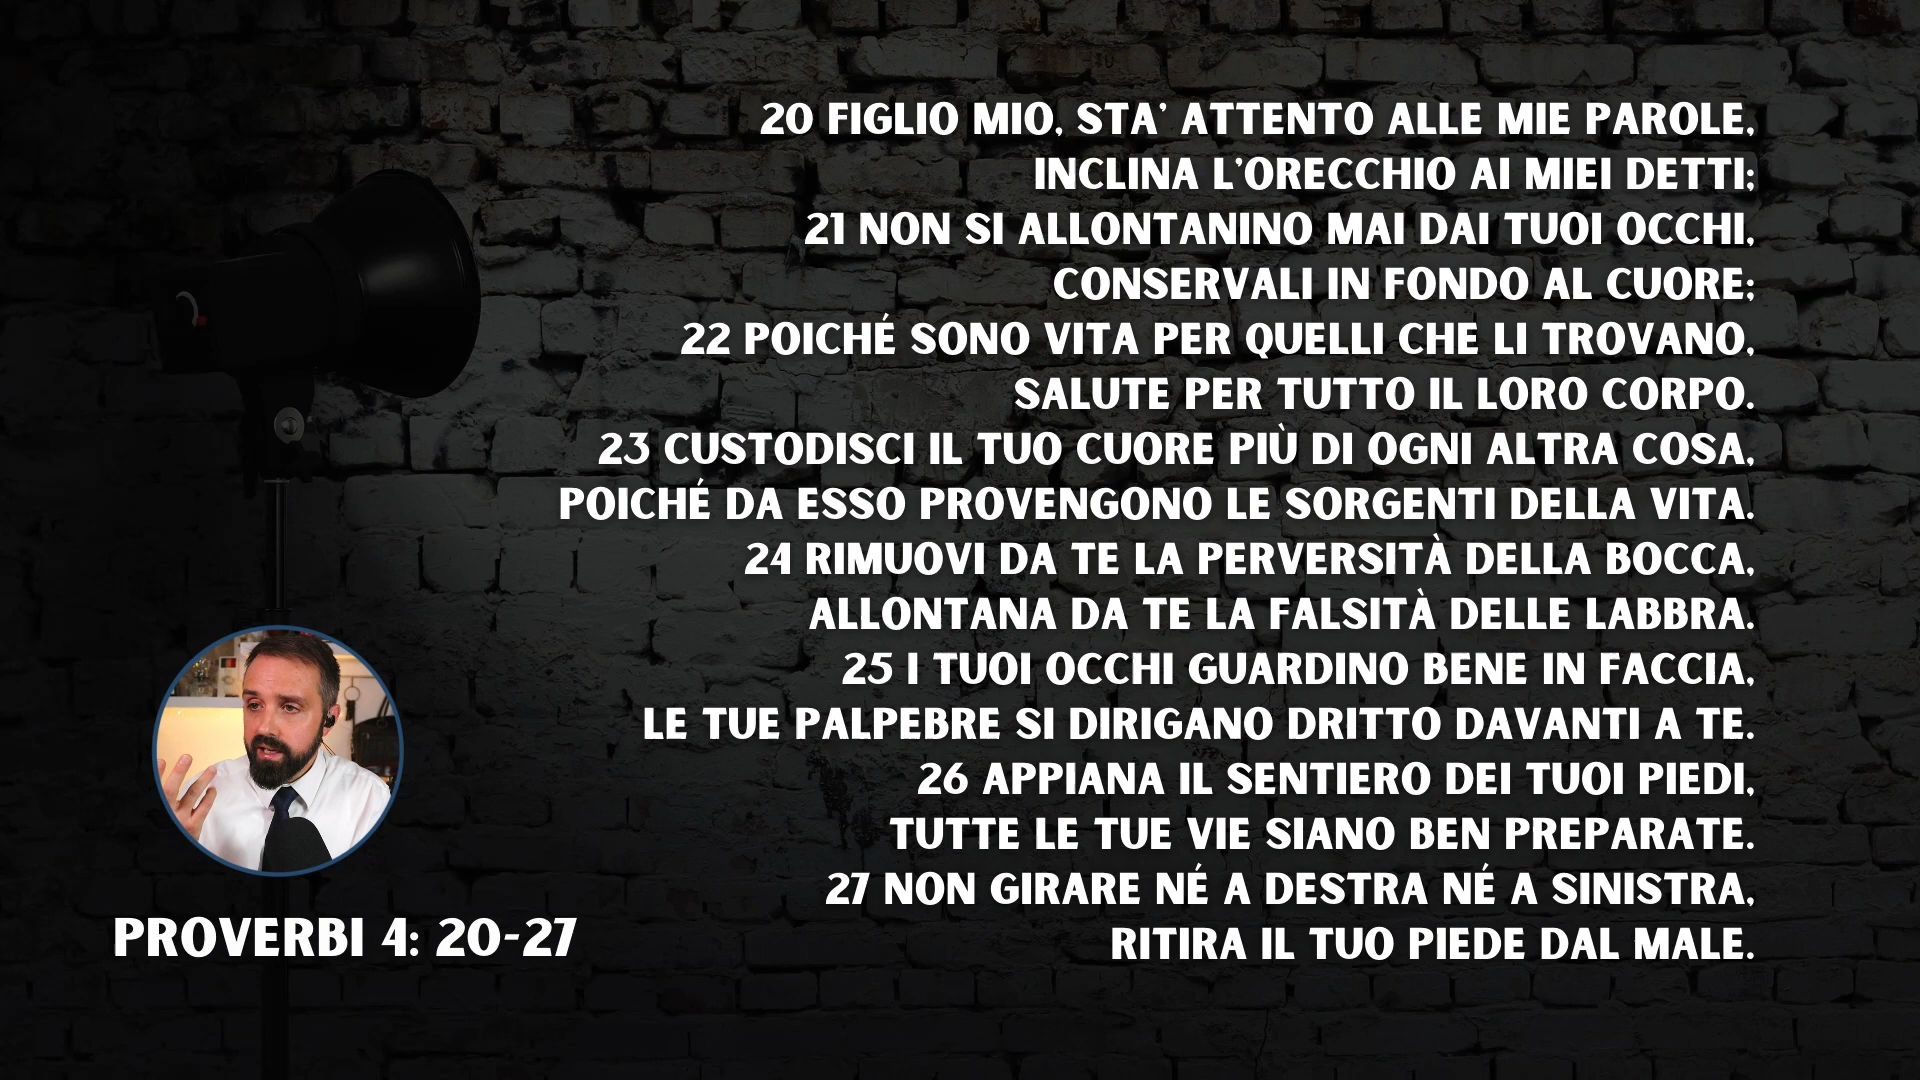 20 FIGLIO MIO, STA' ATTENTO ALLE MIE PAROLE,
INCLINA L'ORECCHIO AI MIEI DETTI;
21 NON SI ALLONTANINO MAI DAI TUOI OCCHI,
CONSERVALI IN FONDO AL CUORE;
22 POICHÉ SONO VITA PER QUELLI CHE LI TROVANO,
SALUTE PER TUTTO IL LORO CORPO.
23 CUSTODISCI IL TUO CUORE PIÙ DI OGNI ALTRA COSA,
POICHÉ DA ESSO PROVENGONO LE SORGENTI DELLA VITA.
24 RIMUOVI DA TE LA PERVERSITÀ DELLA BOCCA,
ALLONTANA DA TE LA FALSITÀ DELLE LABBRA.
25 I TUOI OCCHI GUARDINO BENE IN FACCIA,
LE TUE PALPEBRE SI DIRIGANO DRITTO DAVANTI A TE.
26 APPIANA IL SENTIERO DEI TUOI PIEDI,
TUTTE LE TUE VIE SIANO BEN PREPARATE.
27 NON GIRARE NÉ A DESTRA NÉ A SINISTRA,
RITIRA IL TUO PIEDE DAL MALE.
PROVERBI 4: 20-27